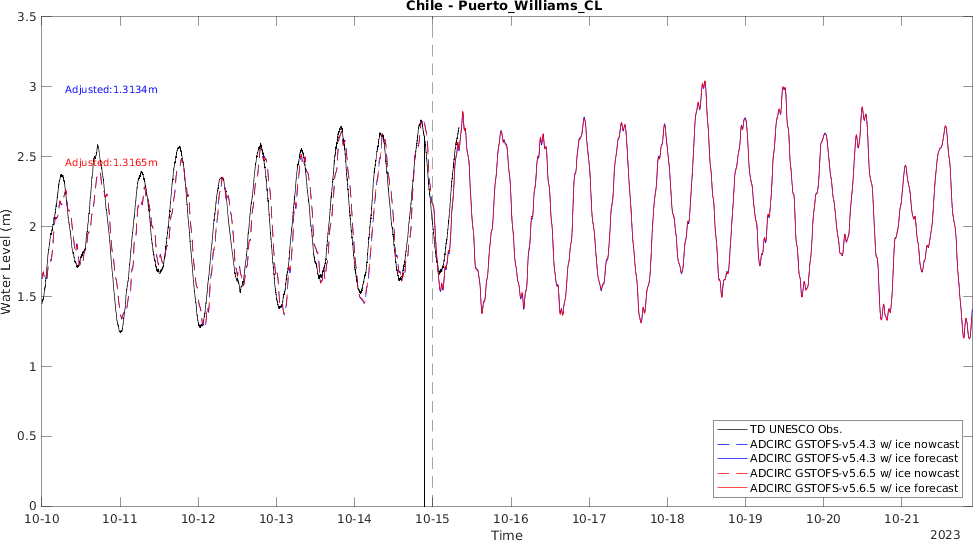 Chile - Puerto_Williams_CL
3.5
3
2.5
2
1.5
1
0.5
0
Water Level (m)
Adjusted:1.3134m
Adjusted:1.3165m
TD UNESCO Obs.
ADCIRC GSTOFS-v5.4.3 w/ ice nowcast
ADCIRC GSTOFS-v5.4.3 w/ ice forecast
ADCIRC GSTOFS-v5.6.5 w/ ice nowcast
ADCIRC GSTOFS-v5.6.5 w/ ice forecast
10-10 10-11 10-12 10-13 10-14 10-15 10-16 10-17 10-18 10-19 10-20 10-21
Time
2023